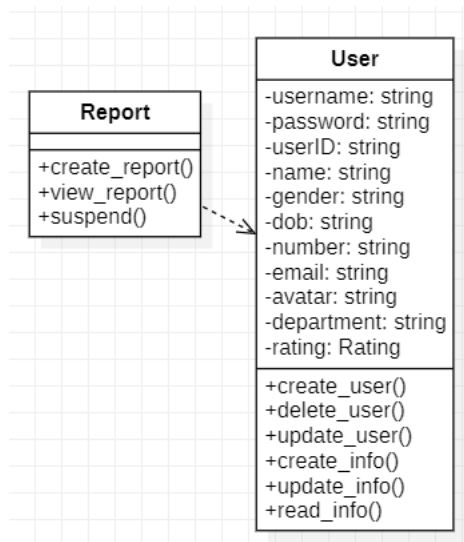 Report
+create_report()
+view_report()
+suspend()
User
-username: string
-password: string
-userID: string
-name: string
-gender: string
-dob: string
-number: string
-email: string
-avatar: string
-department: string
-rating: Rating
+create_user()
+delete_user()
+update_user()
+create_info()
+update_info()
+read_info()